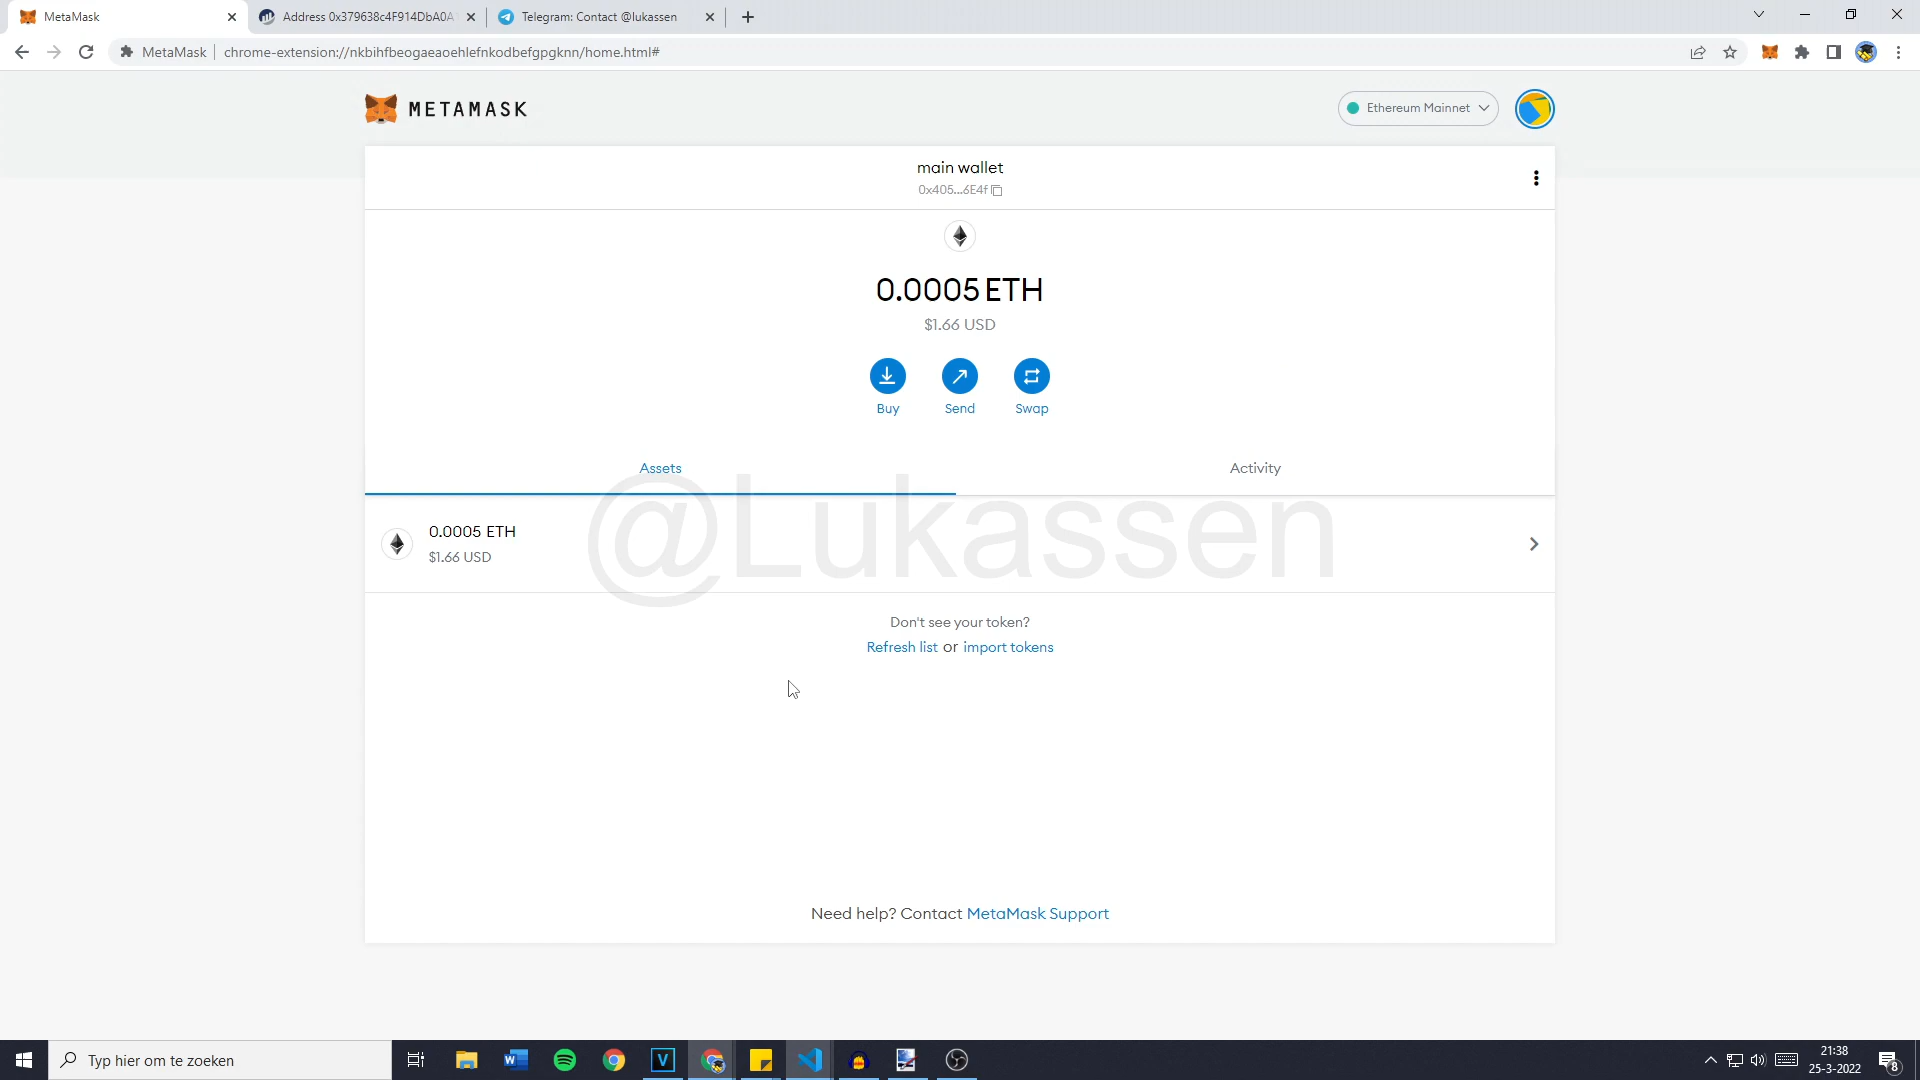 MetaMask
Address 0x379638c4F914DbA0A
Telegram: Contact @lukassen
MetaMask
chrome-extension://nkbihfbeogaeaoehlefnkodbefgpgknn/home.html#
METAMASK
Ethereum Mainnet
main wallet
0x405...6E4f
0.0005 ETH
$1.66 USD
Buy
Send
Swap
Assets
Activity
@Lukassen
0.0005 ETH
$1.66 USD
Don't see your token?
Refresh list or import tokens
Need help? Contact MetaMask Support
Typ hier om te zoeken
21:38
25-3-2022
8